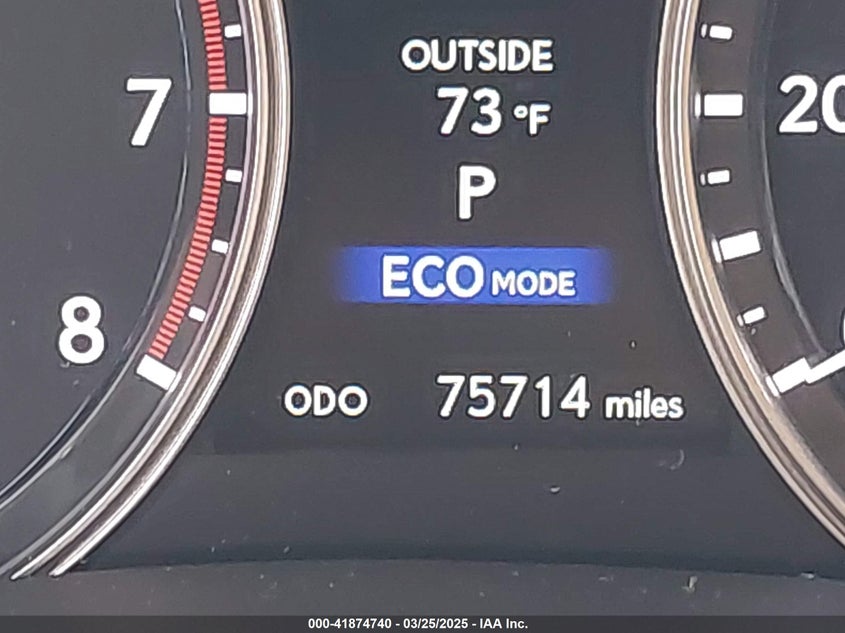 OUTSIDE
7
73 °F
20
P
ECO MODE
8
ODO 75714 miles
000-41874740 - 03/25/2025 - IAA Inc.